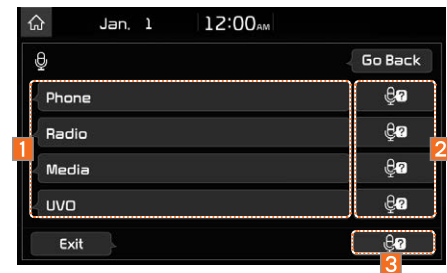 Jan. 1 12:00AM
Go Back
Phone ?
1 Radio ? 2
Media ?
UVO ?
Exit ?
3